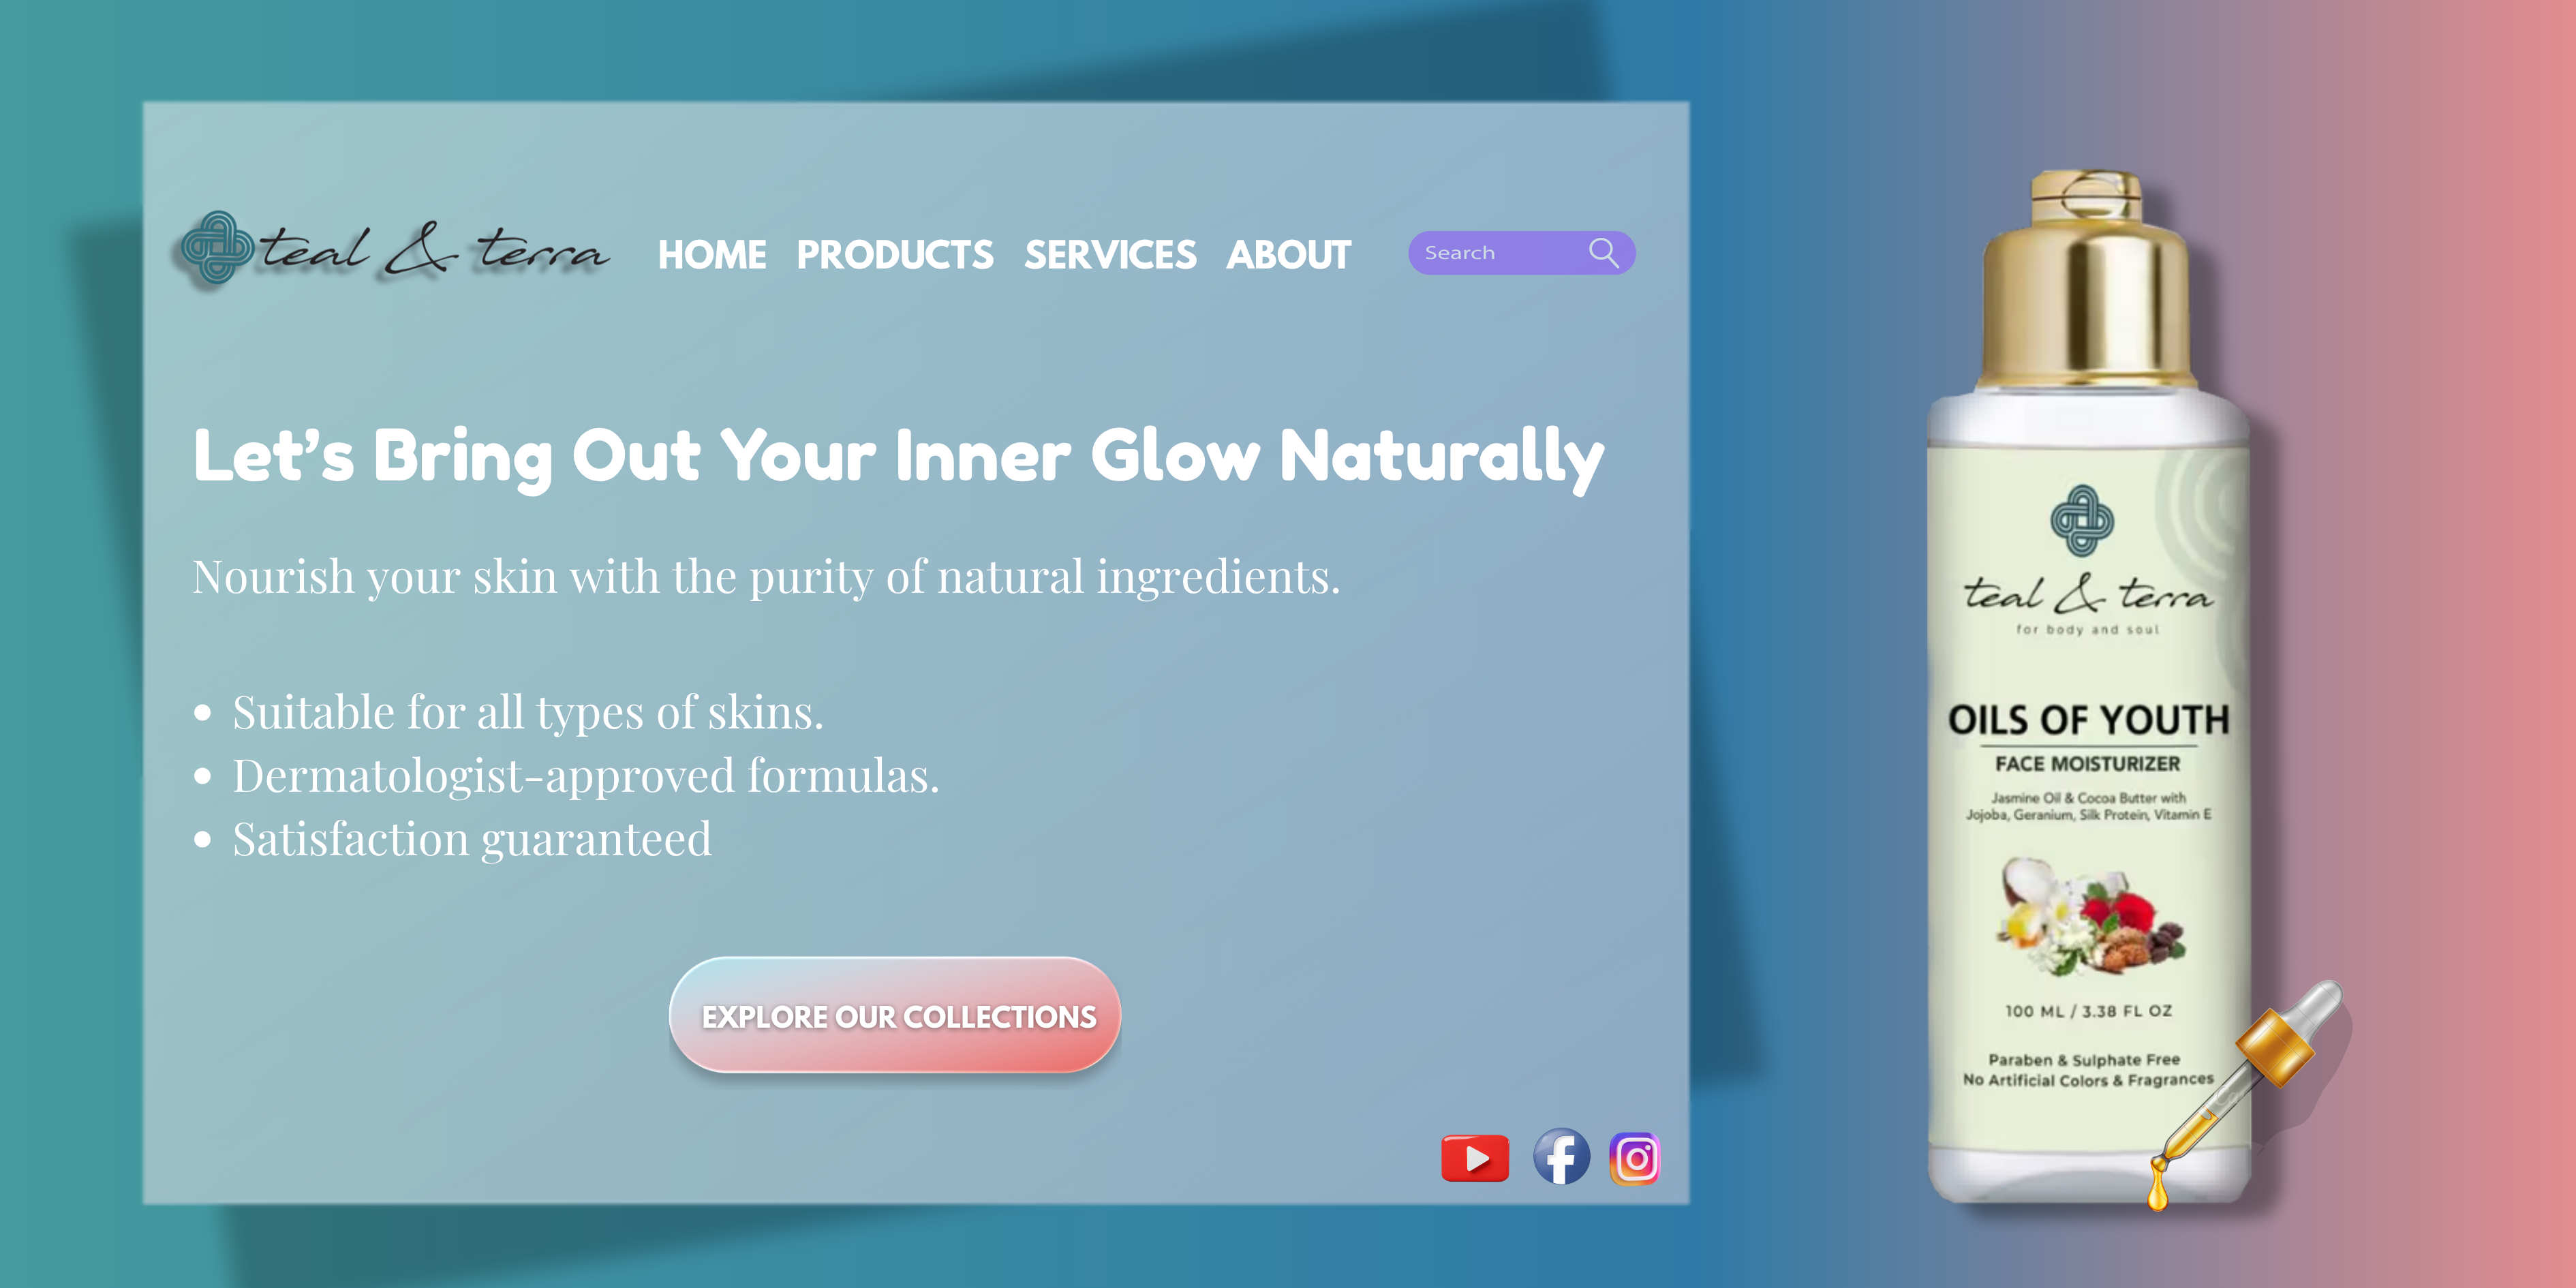 teal & terra
HOME PRODUCTS SERVICES ABOUT
Search
Let’s Bring Out Your Inner Glow Naturally
Nourish your skin with the purity of natural ingredients.
• Suitable for all types of skins.
• Dermatologist-approved formulas.
• Satisfaction guaranteed
EXPLORE OUR COLLECTIONS
teal & terra
for body and soul
OILS OF YOUTH
FACE MOISTURIZER
Jasmine Oil & Cocoa Butter with
Jojoba, Geranium, Silk Protein, Vitamin E
100 ML / 3.38 FL OZ
Paraben & Sulphate Free
No Artificial Colors & Fragrances